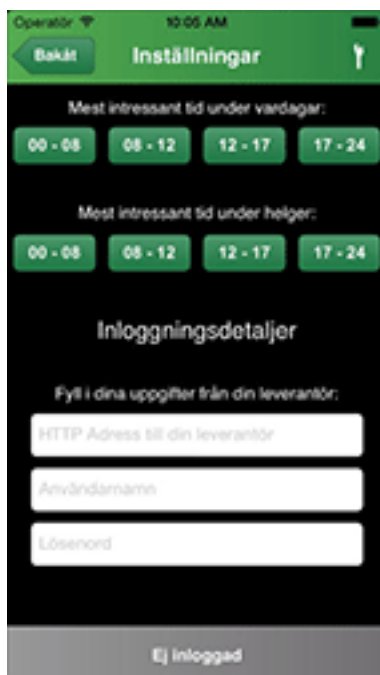 Operatör 10:05 AM
Bakåt Inställningar
Mest intressant tid under vardagar:
00 - 08 08 - 12 12 - 17 17 - 24
Mest intressant tid under helger:
00 - 08 08 - 12 12 - 17 17 - 24
Inloggningsdetaljer
Fyll i dina uppgifter från din leverantör:
HTTP Adress till din leverantör
Användarnamn
Lösenord
Ej inloggad